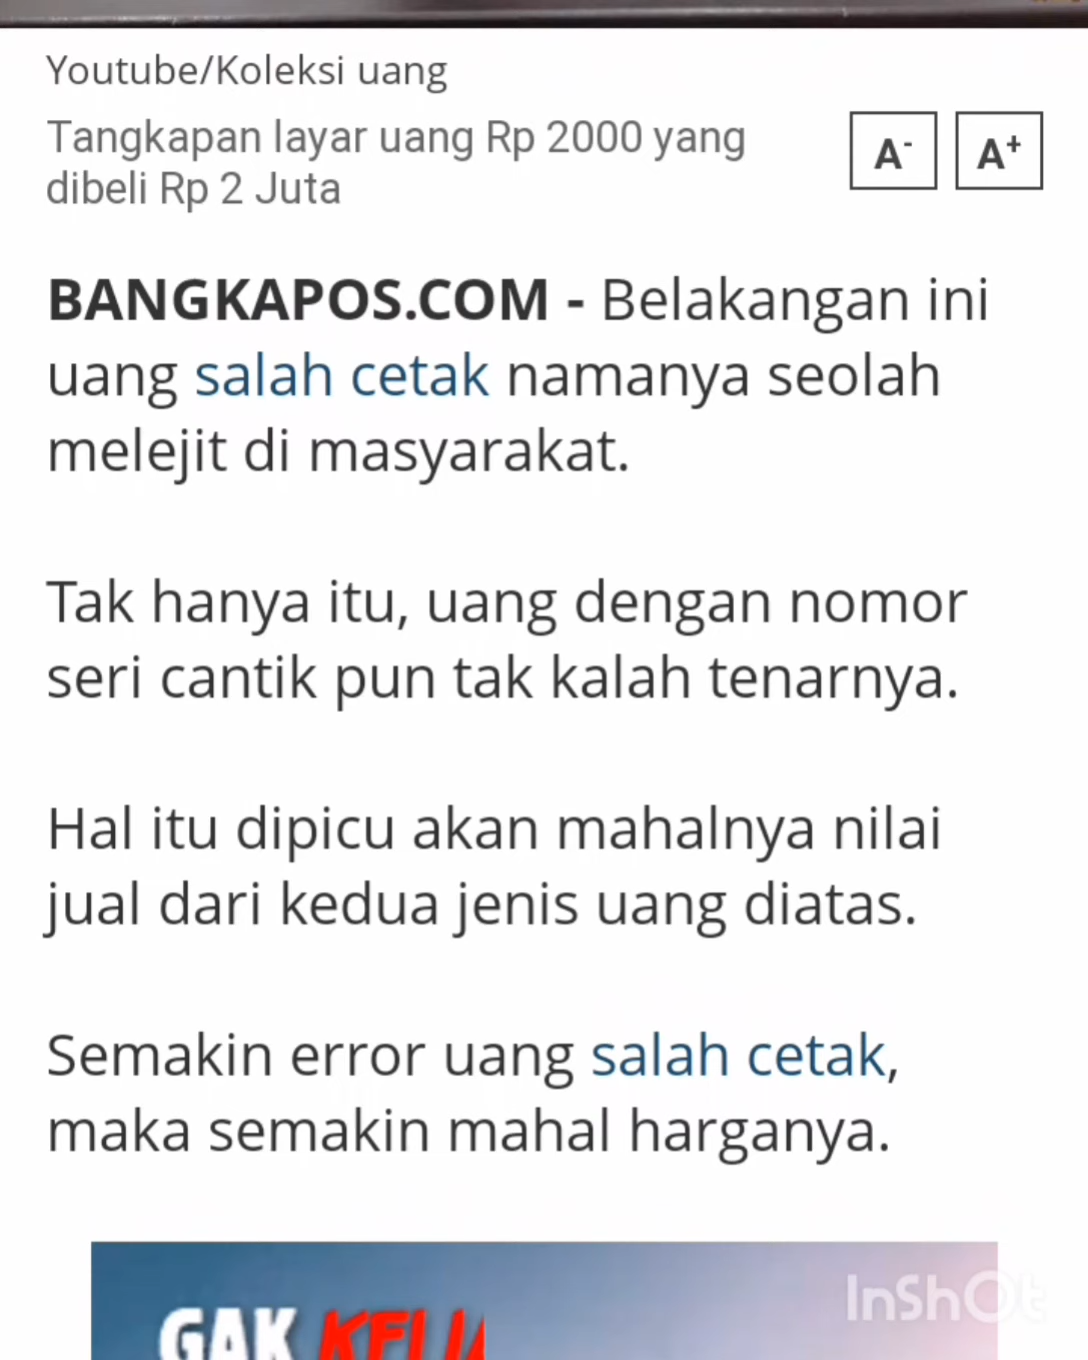 Youtube/Koleksi uang
Tangkapan layar uang Rp 2000 yang
dibeli Rp 2 Juta
A-
A+
BANGKAPOS.COM - Belakangan ini
uang salah cetak namanya seolah
melejit di masyarakat.
Tak hanya itu, uang dengan nomor
seri cantik pun tak kalah tenarnya.
Hal itu dipicu akan mahalnya nilai
jual dari kedua jenis uang diatas.
Semakin error uang salah cetak,
maka semakin mahal harganya.
InShOt
GAK